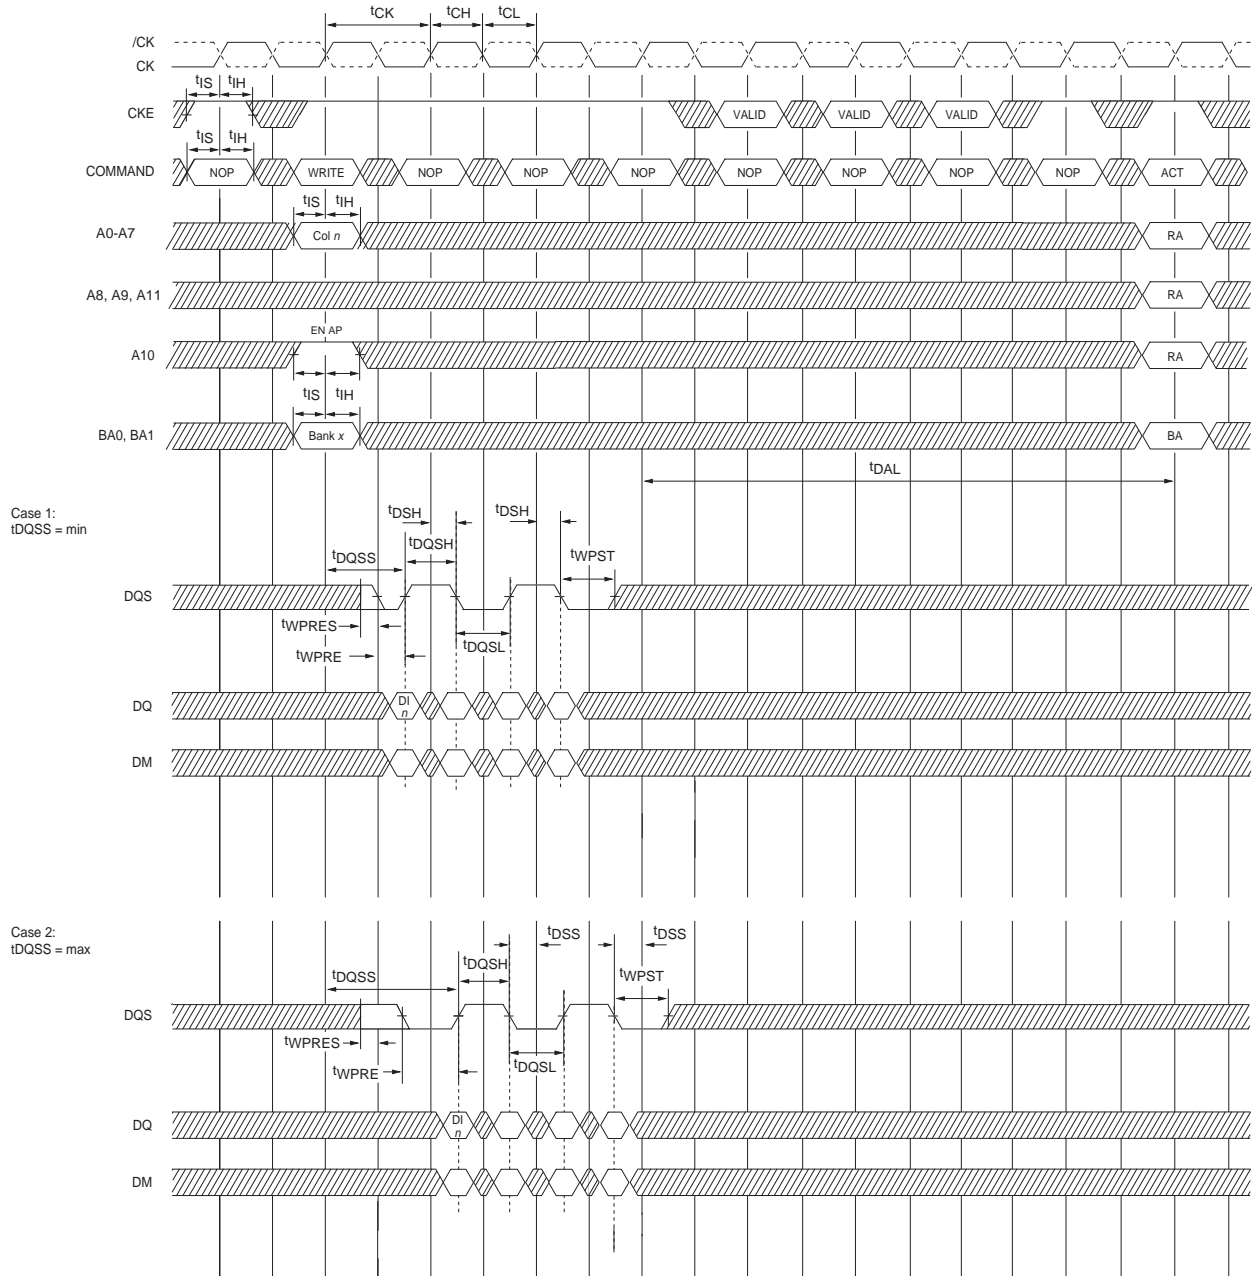 tCK tCH tCL
/CK
CK
tIS tIH
CKE VALID VALID VALID
tIS tIH
COMMAND NOP WRITE NOP NOP NOP NOP NOP NOP NOP ACT
tIS tIH
A0-A7 Col n RA
A8, A9, A11 RA
EN AP
A10 RA
tIS tIH
tIS tIH
BA0, BA1 Bank x BA
tDAL
Case 1:
tDQSS = min
tDSH tDSH
tDQSS tDQSH tWPST
DQS
tWPRES
tDQSL
tWPRE
DQ DI
n
DM
Case 2:
tDQSS = max
tDSS tDSS
tDQSS tDQSH tWPST
DQS
tWPRES
tWPRE tDQSL
DQ DI
n
DM